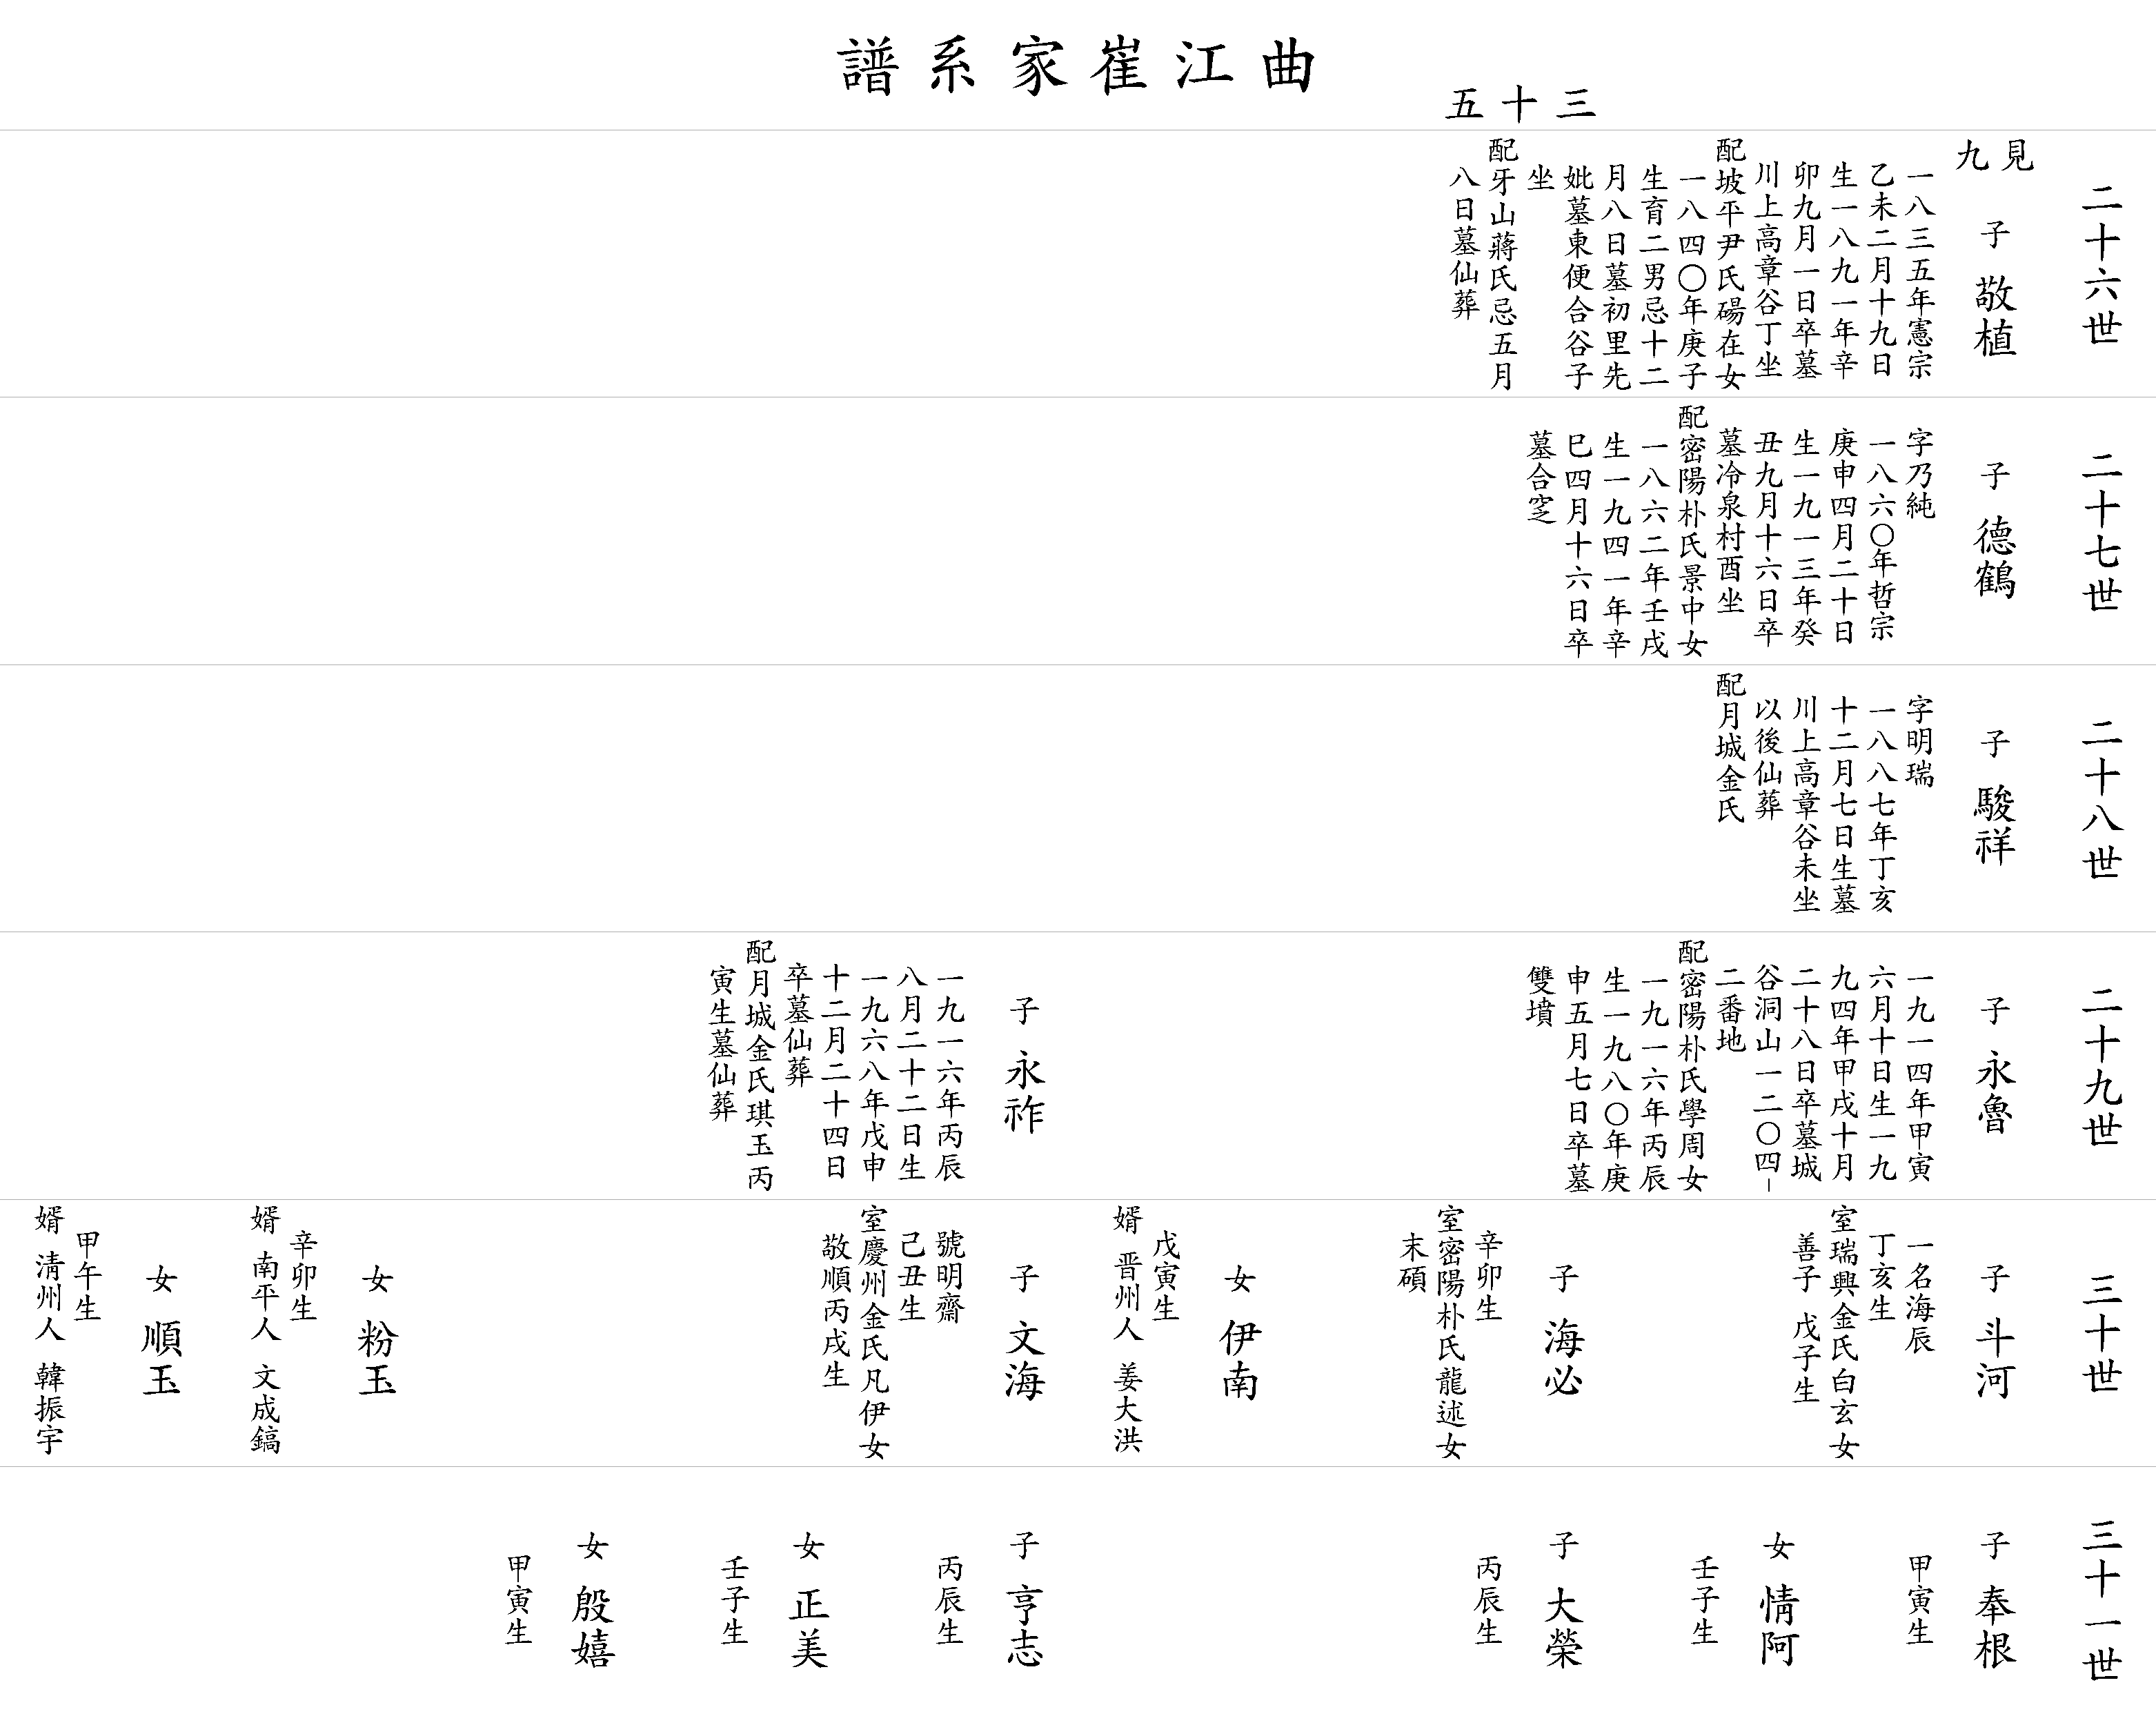 曲江崔家系譜
三十五
二十六世
見九
子 敬植
一八三五年憲宗
乙未二月十九日
生一八九一年辛
卯九月一日卒墓
川上高章谷丁坐
配坡平尹氏碭在女
一八四〇年庚子
生育二男忌十二
月八日墓初里先
妣墓東便合谷子
坐
配牙山蔣氏忌五月
八日墓仙葬
二十七世
子 德鶴
字乃純
一八六〇年哲宗
庚申四月二十日
生一九一三年癸
丑九月十六日卒
墓冷泉村酉坐
配密陽朴氏景中女
一八六二年壬戌
生一九四一年辛
巳四月十六日卒
墓合窆
二十八世
子 駿祥
字明瑞
一八八七年丁亥
十二月七日生墓
川上高章谷未坐
以後仙葬
配月城金氏
二十九世
子 永魯
一九一四年甲寅
六月十日生一九
九四年甲戌十月
二十八日卒墓城
谷洞山一二〇四-
二番地
配密陽朴氏學周女
一九一六年丙辰
生一九八〇年庚
申五月七日卒墓
雙墳
子 永祚
一九一六年丙辰
八月二十二日生
一九六八年戊申
十二月二十四日
卒墓仙葬
配月城金氏琪玉丙
寅生墓仙葬
三十世
子 斗河
一名海辰
丁亥生
室瑞興金氏白玄女
善子 戊子生
子 海必
辛卯生
室密陽朴氏龍述女
末碩
女 伊南
戊寅生
婿 晋州人 姜大洪
子 文海
號明齋
己丑生
室慶州金氏凡伊女
敬順丙戌生
女 粉玉
辛卯生
婿 南平人 文成鎬
女 順玉
甲午生
婿 淸州人 韓振宇
三十一世
子 奉根
甲寅生
女 情阿
壬子生
子 大榮
丙辰生
子 亨志
丙辰生
女 正美
壬子生
女 殷嬉
甲寅生